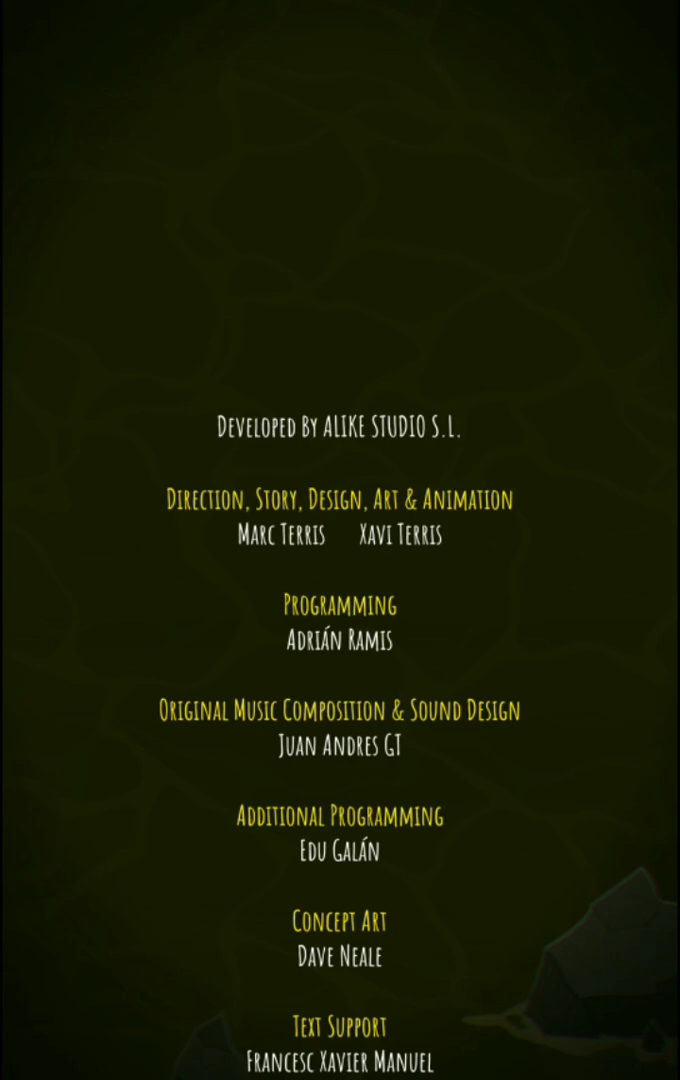 Developed By ALIKE STUDIO S.L.
Direction, Story, Design, Art & Animation
Marc Terris Xavi Terris
Programming
Adrián Ramis
Original Music Composition & Sound Design
Juan Andres GT
Additional Programming
Edu Galán
Concept Art
Dave Neale
Text Support
Francesc Xavier Manuel